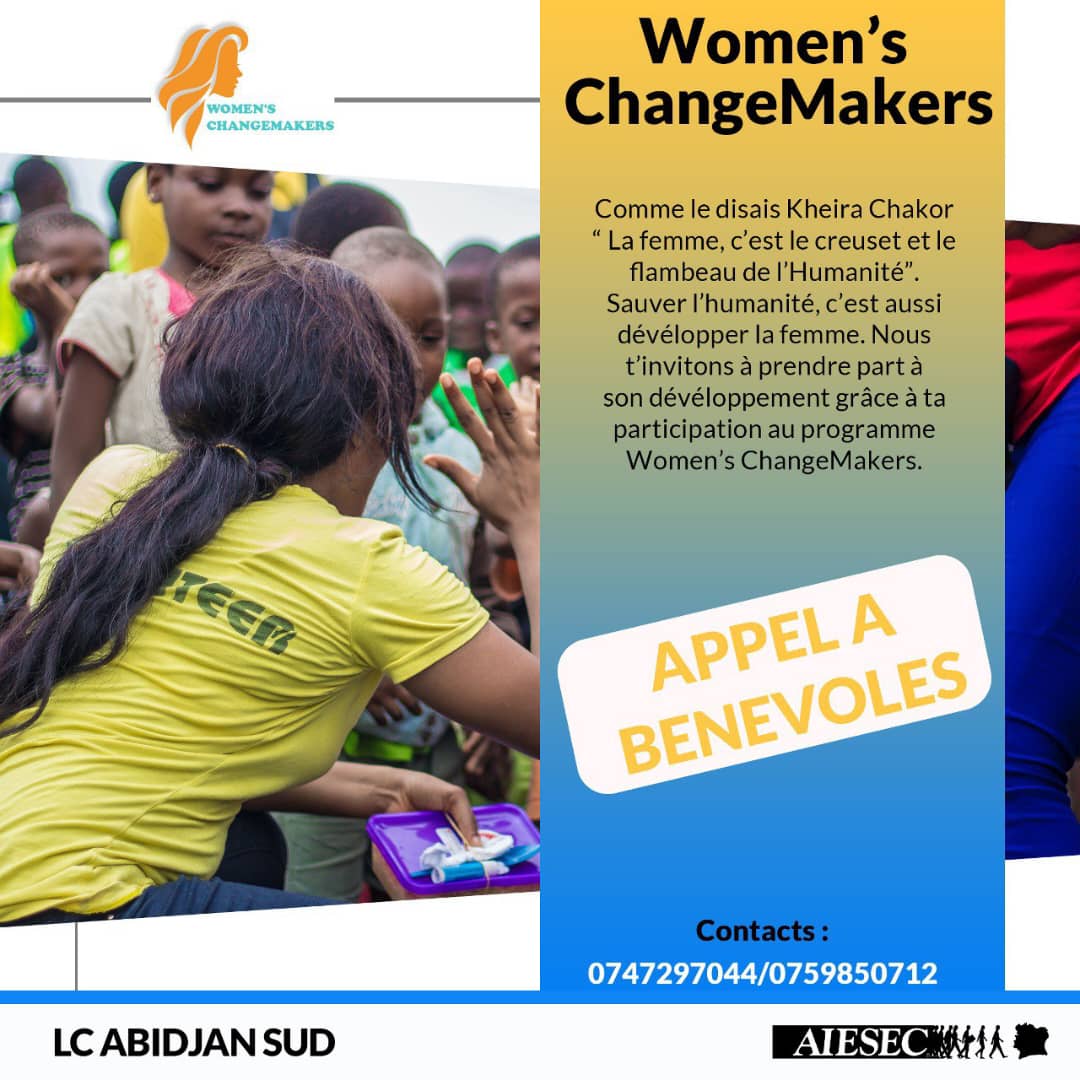 WOMEN'S
CHANGEMAKERS
Women's
ChangeMakers
Comme le disais Kheira Chakor
“ La femme, c’est le creuset et le
flambeau de l’Humanité”.
Sauver l’humanité, c’est aussi
dévélopper la femme. Nous
t’invitons à prendre part à
son dévéloppement grâce à ta
participation au programme
Women’s ChangeMakers.
APPEL A
BENEVOLES
Contacts :
0747297044/0759850712
LC ABIDJAN SUD
AIESEC